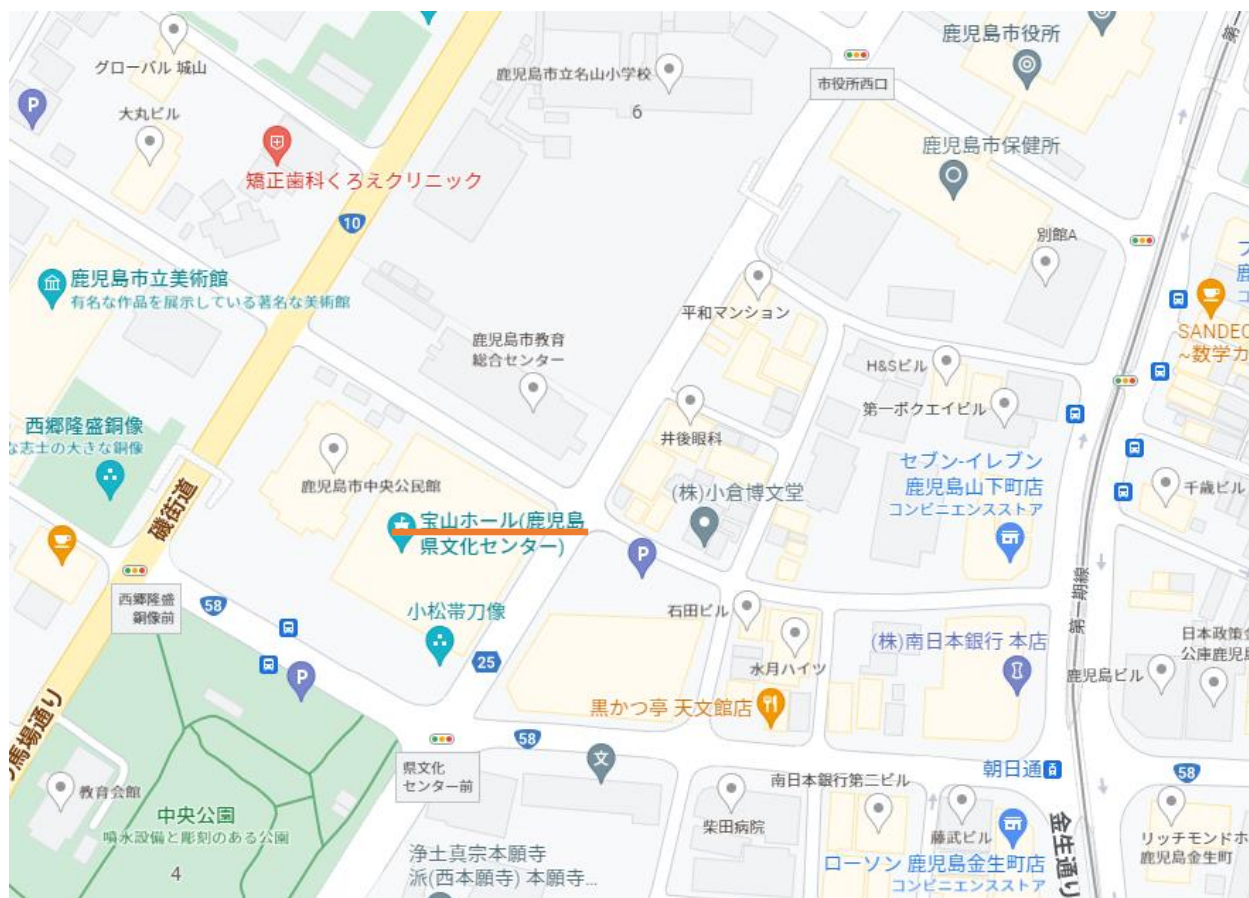 鹿児島市役所
グローバル 城山
鹿児島市立名山小学校
市役所西口
P
大丸ビル
6
鹿児島市保健所
矯正歯科くろえクリニック
10
別館A
鹿児島市立美術館
有名な作品を展示している著名な美術館
平和マンション
SANDEC
~数学カ
鹿児島市教育
総合センター
H&Sビル
第一ボクエイビル
西郷隆盛銅像
な志士の大きな銅像
井後眼科
セブン-イレブン
鹿児島山下町店
コンビニエンスストア
鹿児島市中央公民館
(株)小倉博文堂
千歳ビル
磯街道
宝山ホール(鹿児島
県文化センター)
P
第一期線
西郷隆盛
銅像前
58
小松帯刀像
石田ビル
(株)南日本銀行 本店
日本政策金
公庫鹿児島
25
水月ハイツ
鹿児島ビル
P
黒かつ亭 天文館店
馬場通り
58
県文化
センター前
文
朝日通
58
教育会館
南日本銀行第二ビル
中央公園
噴水設備と彫刻のある公園
柴田病院
藤武ビル
金生通り
リッチモンドホ
鹿児島金生町
4
浄土真宗本願寺
派(西本願寺) 本願寺...
ローソン 鹿児島金生町店
コンビニエンスストア